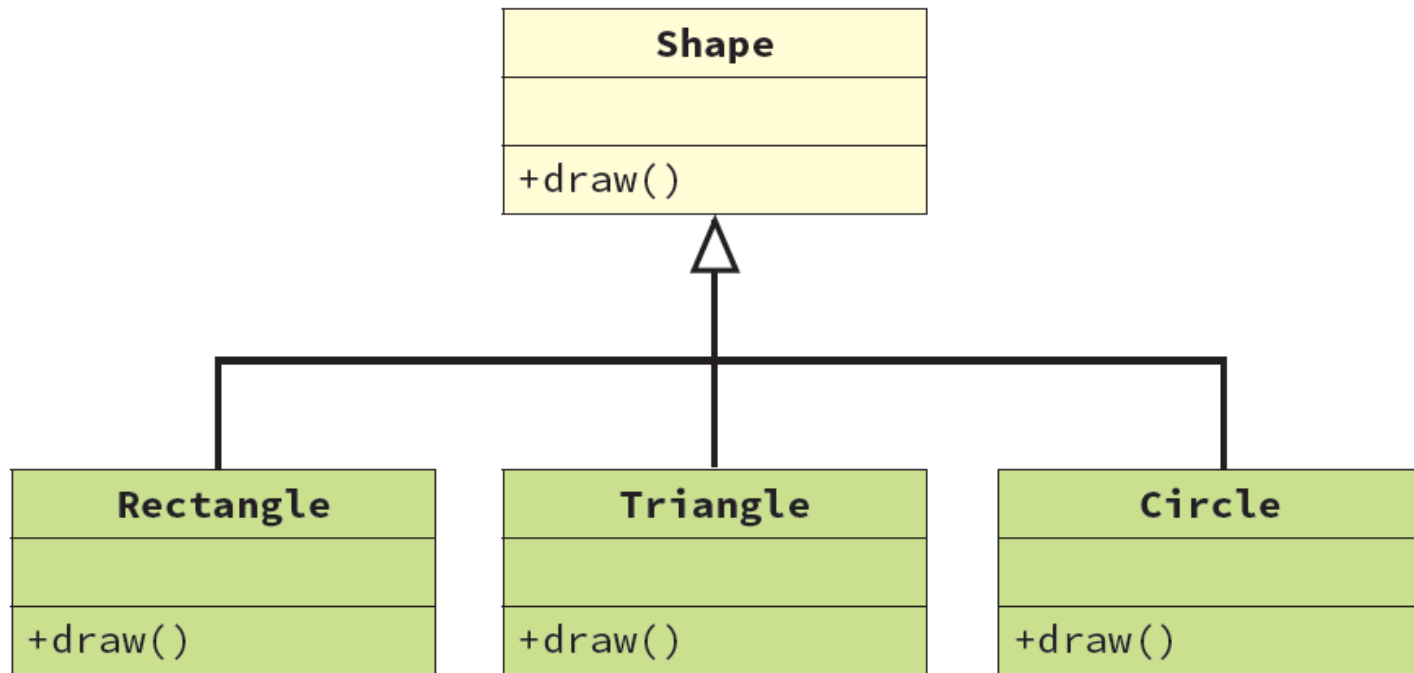 Shape
+draw()
Rectangle
Triangle
Circle
+draw()
+draw()
+draw()